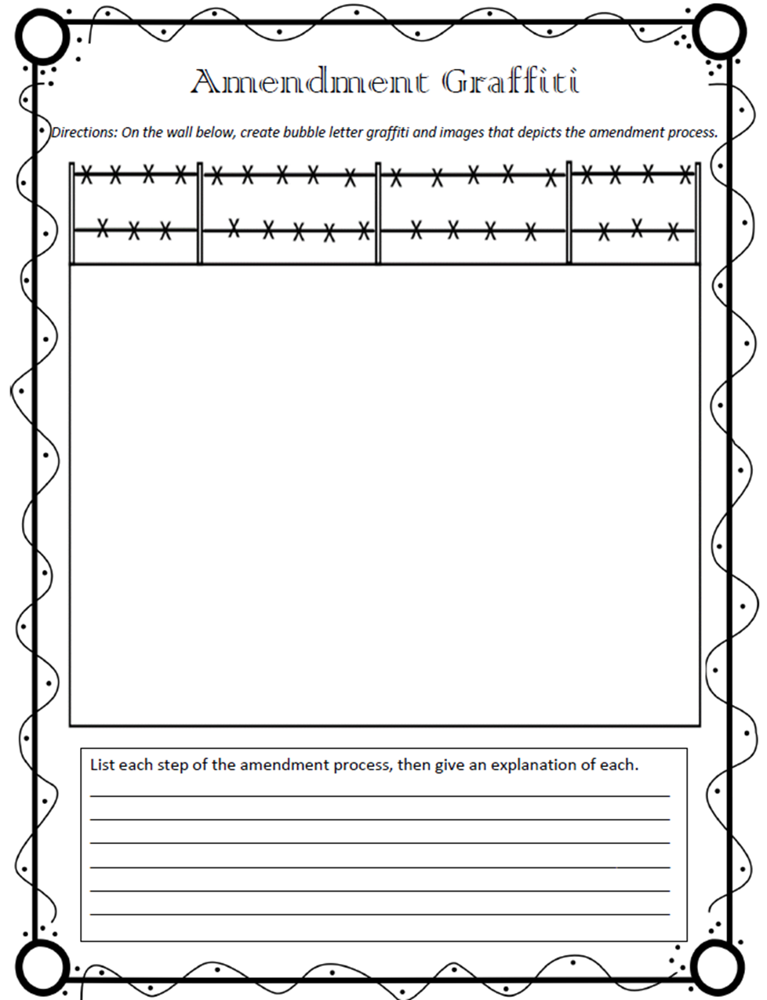 Amendment Graffiti
Directions: On the wall below, create bubble letter graffiti and images that depicts the amendment process.
List each step of the amendment process, then give an explanation of each.